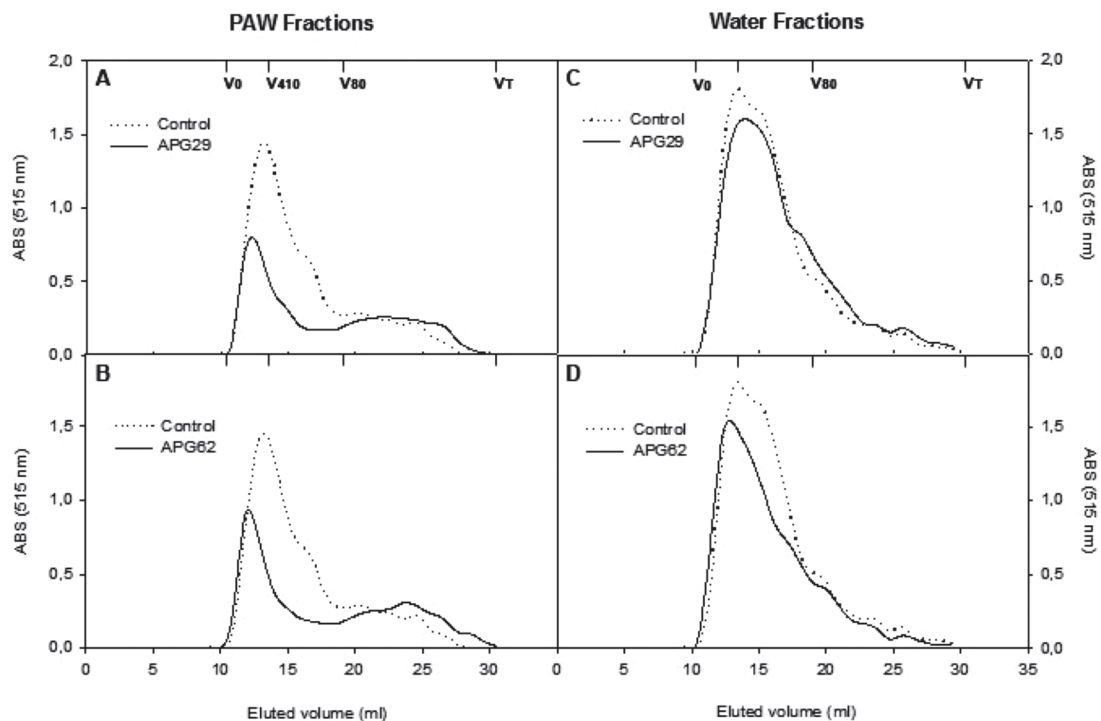 PAW Fractions
Water Fractions
A
V0
V410
V80
Control
APG29
2,0
1,5
1,0
0,5
0,0
ABS (515 nm)
C
V0
V80
VT
VT
Control
APG29
2,0
1,5
1,0
0,5
0,0
ABS (515 nm)
B
Control
APG62
1,5
1,0
0,5
0,0
ABS (515 nm)
0 5 10 15 20 25 30
Eluted volume (ml)
D
Control
APG62
1,5
1,0
0,5
0,0
ABS (515 nm)
0 5 10 15 20 25 30 35
Eluted volume (ml)